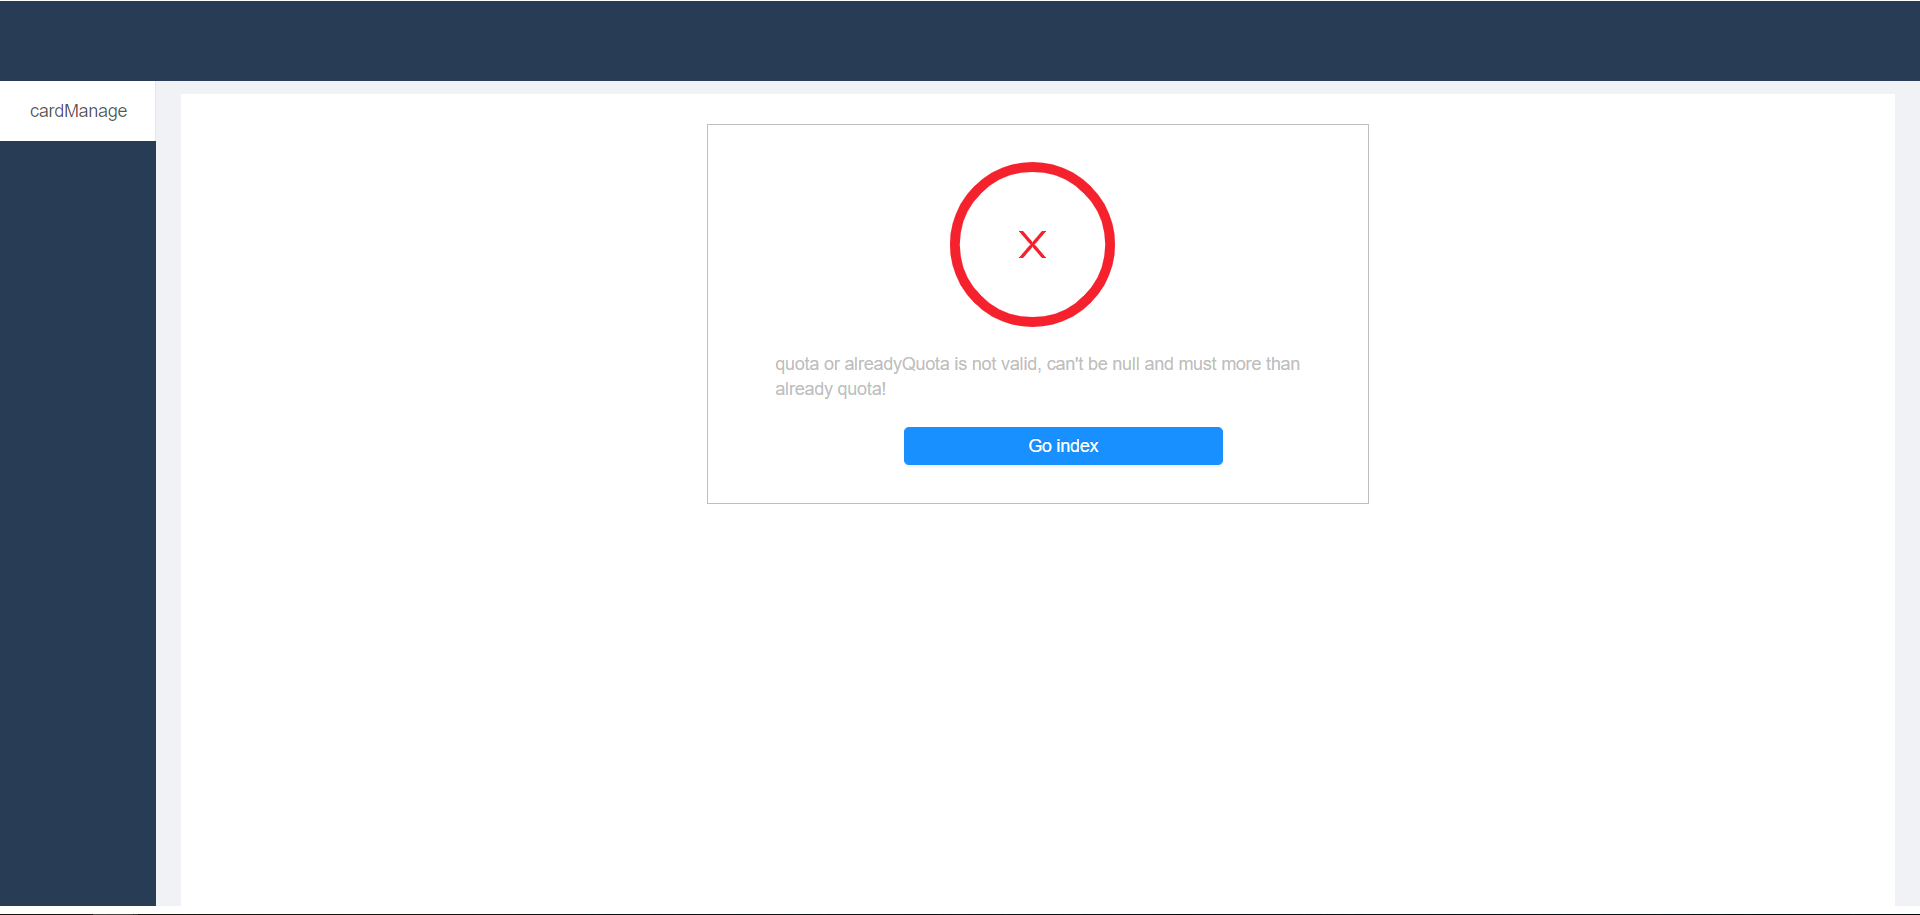 cardManage
X
quota or alreadyQuota is not valid, can't be null and must more than
already quota!
Go index